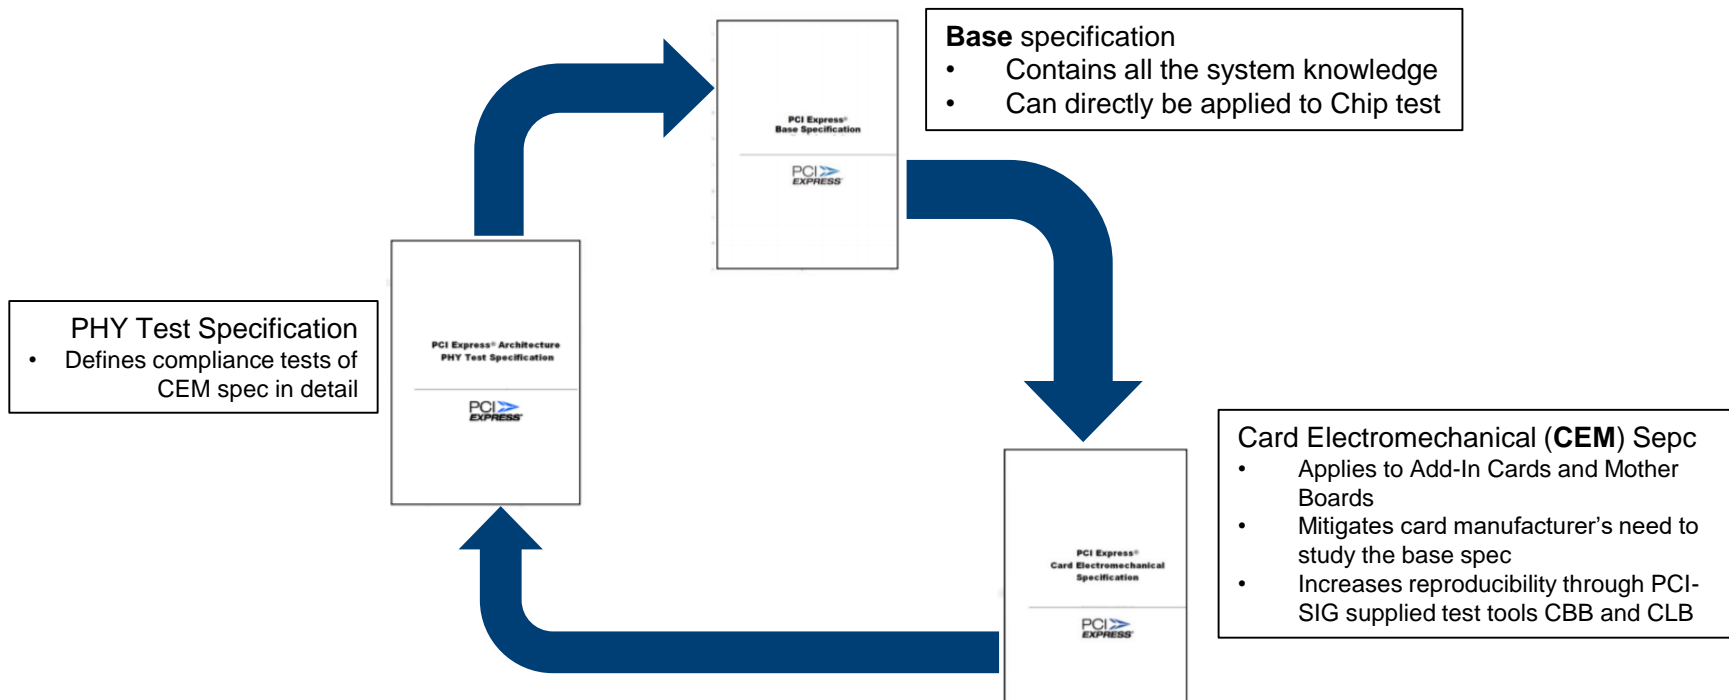 Base specification
• Contains all the system knowledge
• Can directly be applied to Chip test
PCI Express®
Base Specification
PCI
EXPRESS®
PHY Test Specification
• Defines compliance tests of
CEM spec in detail
PCI Express® Architecture
PHY Test Specification
PCI
EXPRESS®
Card Electromechanical (CEM) Sepc
• Applies to Add-In Cards and Mother
Boards
• Mitigates card manufacturer’s need to
study the base spec
• Increases reproducibility through PCI-
SIG supplied test tools CBB and CLB
PCI Express®
Card Electromechanical
Specification
PCI
EXPRESS®